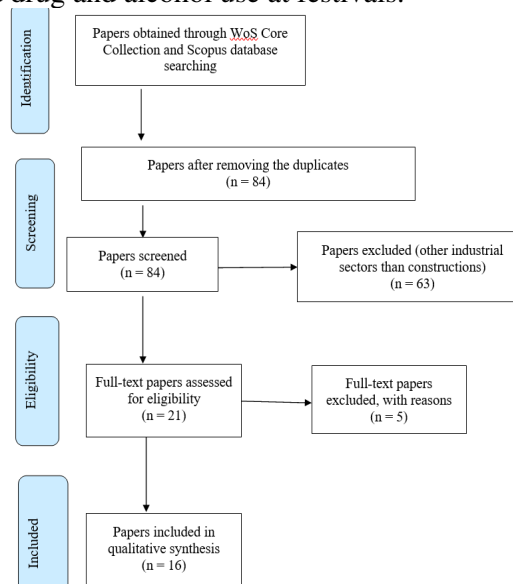 drug and alcohol use at festivals.
Identification
Papers obtained through WoS Core
Collection and Scopus database
searching
Papers after removing the duplicates
(n = 84)
Screening
Papers screened
(n = 84)
Papers excluded (other industrial
sectors than constructions)
(n = 63)
Eligibility
Full-text papers assessed
for eligibility
(n = 21)
Full-text papers
excluded, with reasons
(n = 5)
Included
Papers included in
qualitative synthesis
(n = 16)